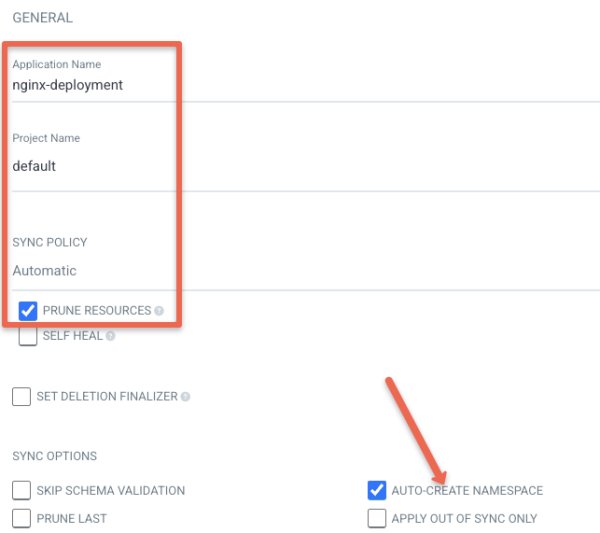 GENERAL
Application Name
nginx-deployment
Project Name
default
SYNC POLICY
Automatic
PRUNE RESOURCES ?
SELF HEAL ?
SET DELETION FINALIZER ?
SYNC OPTIONS
SKIP SCHEMA VALIDATION AUTO-CREATE NAMESPACE
PRUNE LAST APPLY OUT OF SYNC ONLY